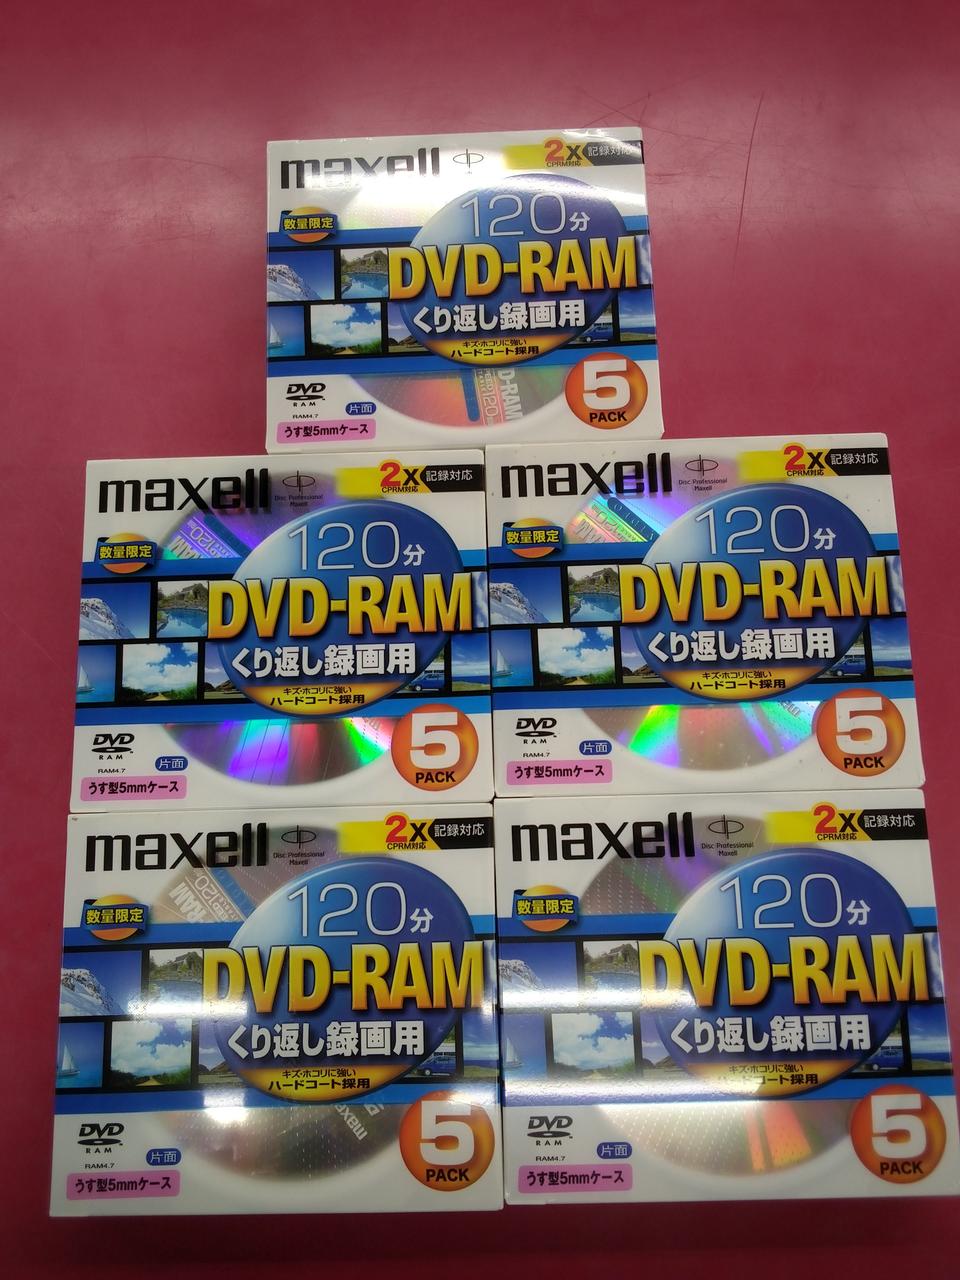 maxell
2x 記録対応
CPRM対応
数量限定
120分
DVD-RAM
くり返し録画用
キズ・ホコリに強い
ハードコート採用
DVD
RAM
RAM4.7
片面
うす型5mmケース
5
PACK
maxell
Disc Professional
Maxell
2x 記録対応
CPRM対応
数量限定
120分
DVD-RAM
くり返し録画用
キズ・ホコリに強い
ハードコート採用
DVD
RAM
RAM4.7
片面
うす型5mmケース
5
PACK
maxell
Disc Professional
Maxell
2x 記録対応
CPRM対応
数量限定
120分
DVD-RAM
くり返し録画用
キズ・ホコリに強い
ハードコート採用
DVD
RAM
RAM4.7
片面
うす型5mmケース
5
PACK
maxell
Disc Professional
Maxell
2x 記録対応
CPRM対応
数量限定
120分
DVD-RAM
くり返し録画用
キズ・ホコリに強い
ハードコート採用
maxell
DVD
RAM
RAM4.7
片面
うす型5mmケース
5
PACK
maxell
Disc Professional
Maxell
2x 記録対応
CPRM対応
数量限定
120分
DVD-RAM
くり返し録画用
キズ・ホコリに強い
ハードコート採用
DVD
RAM
RAM4.7
片面
うす型5mmケース
5
PACK